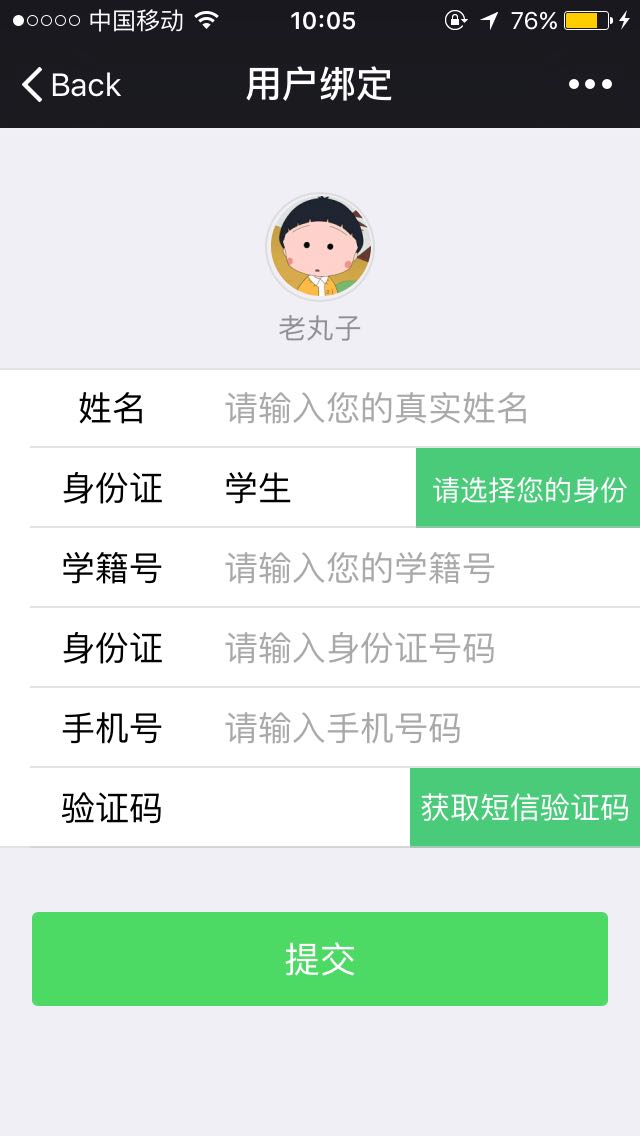 中国移动 10:05 76%
Back 用户绑定
老丸子
姓名 请输入您的真实姓名
身份证 学生 请选择您的身份
学籍号 请输入您的学籍号
身份证 请输入身份证号码
手机号 请输入手机号码
验证码 获取短信验证码
提交